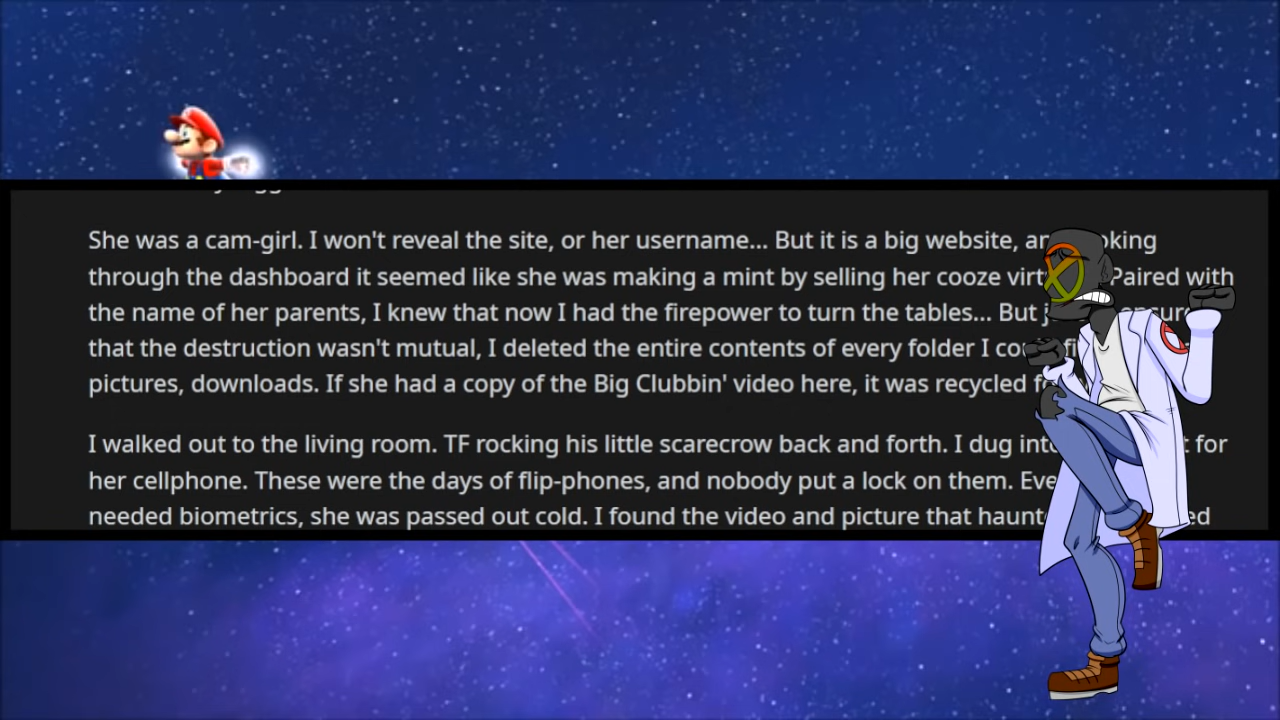 She was a cam-girl. I won't reveal the site, or her username... But it is a big website, an oking
through the dashboard it seemed like she was making a mint by selling her cooze virt Paired with
the name of her parents, I knew that now I had the firepower to turn the tables... But j ensure
that the destruction wasn't mutual, I deleted the entire contents of every folder I co fi
pictures, downloads. If she had a copy of the Big Clubbin' video here, it was recycled f
I walked out to the living room. TF rocking his little scarecrow back and forth. I dug int t for
her cellphone. These were the days of flip-phones, and nobody put a lock on them. Eve
needed biometrics, she was passed out cold. I found the video and picture that haunt ed